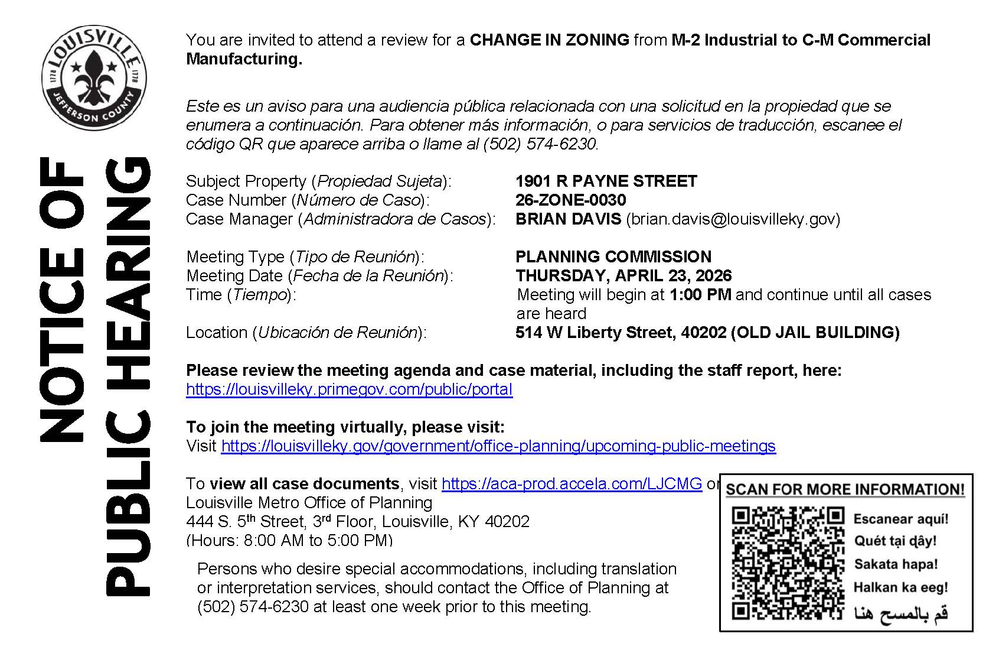 LOUISVILLE
1778 1778
JEFFERSON COUNTY
NOTICE OF
PUBLIC HEARING
You are invited to attend a review for a CHANGE IN ZONING from M-2 Industrial to C-M Commercial
Manufacturing.
Este es un aviso para una audiencia pública relacionada con una solicitud en la propiedad que se
enumera a continuación. Para obtener más información, o para servicios de traducción, escanee el
código QR que aparece arriba o llame al (502) 574-6230.
Subject Property (Propiedad Sujeta): 1901 R PAYNE STREET
Case Number (Número de Caso): 26-ZONE-0030
Case Manager (Administradora de Casos): BRIAN DAVIS (brian.davis@louisvilleky.gov)
Meeting Type (Tipo de Reunión): PLANNING COMMISSION
Meeting Date (Fecha de la Reunión): THURSDAY, APRIL 23, 2026
Time (Tiempo): Meeting will begin at 1:00 PM and continue until all cases
are heard
Location (Ubicación de Reunión): 514 W Liberty Street, 40202 (OLD JAIL BUILDING)
Please review the meeting agenda and case material, including the staff report, here:
https://louisvilleky.primegov.com/public/portal
To join the meeting virtually, please visit:
Visit https://louisvilleky.gov/government/office-planning/upcoming-public-meetings
To view all case documents, visit https://aca-prod.accela.com/LJCMG or
Louisville Metro Office of Planning
444 S. 5th Street, 3rd Floor, Louisville, KY 40202
(Hours: 8:00 AM to 5:00 PM)
Persons who desire special accommodations, including translation
or interpretation services, should contact the Office of Planning at
(502) 574-6230 at least one week prior to this meeting.
SCAN FOR MORE INFORMATION!
Escanear aquí!
Quét tại đây!
Sakata hapa!
Halkan ka eeg!
قم بالمسح هنا